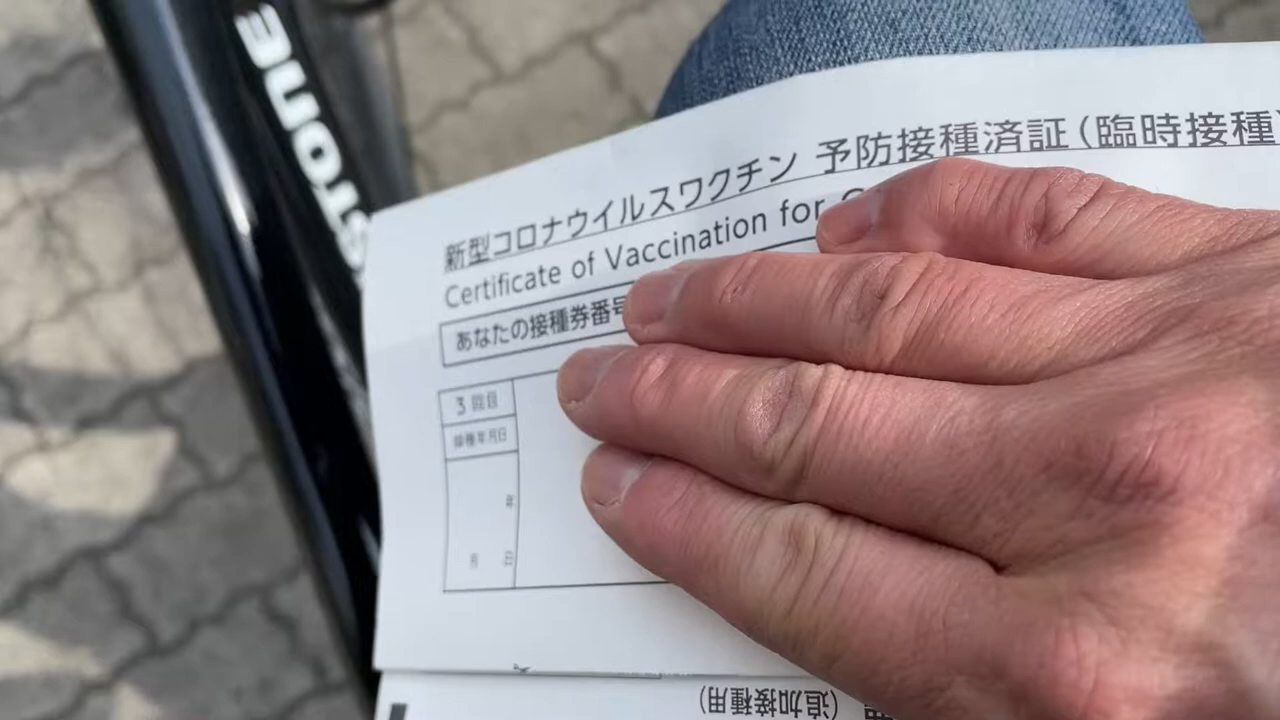 STONE
新型コロナウイルスワクチン 予防接種済証(臨時接種)
Certificate of Vaccination for
あなたの接種券番号
3 回目
接種年月日
年
月 日
(追加接種用)